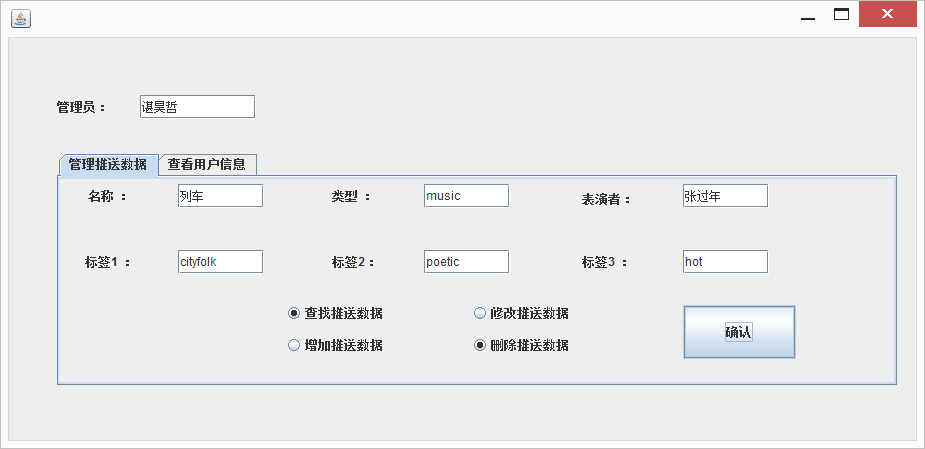 管理员： 谌昊哲
管理推送数据 查看用户信息
名称 ： 列车 类型 ： music 表演者： 张过年
标签1 ： cityfolk 标签2： poetic 标签3 ： hot
查找推送数据 修改推送数据
确认
增加推送数据 删除推送数据